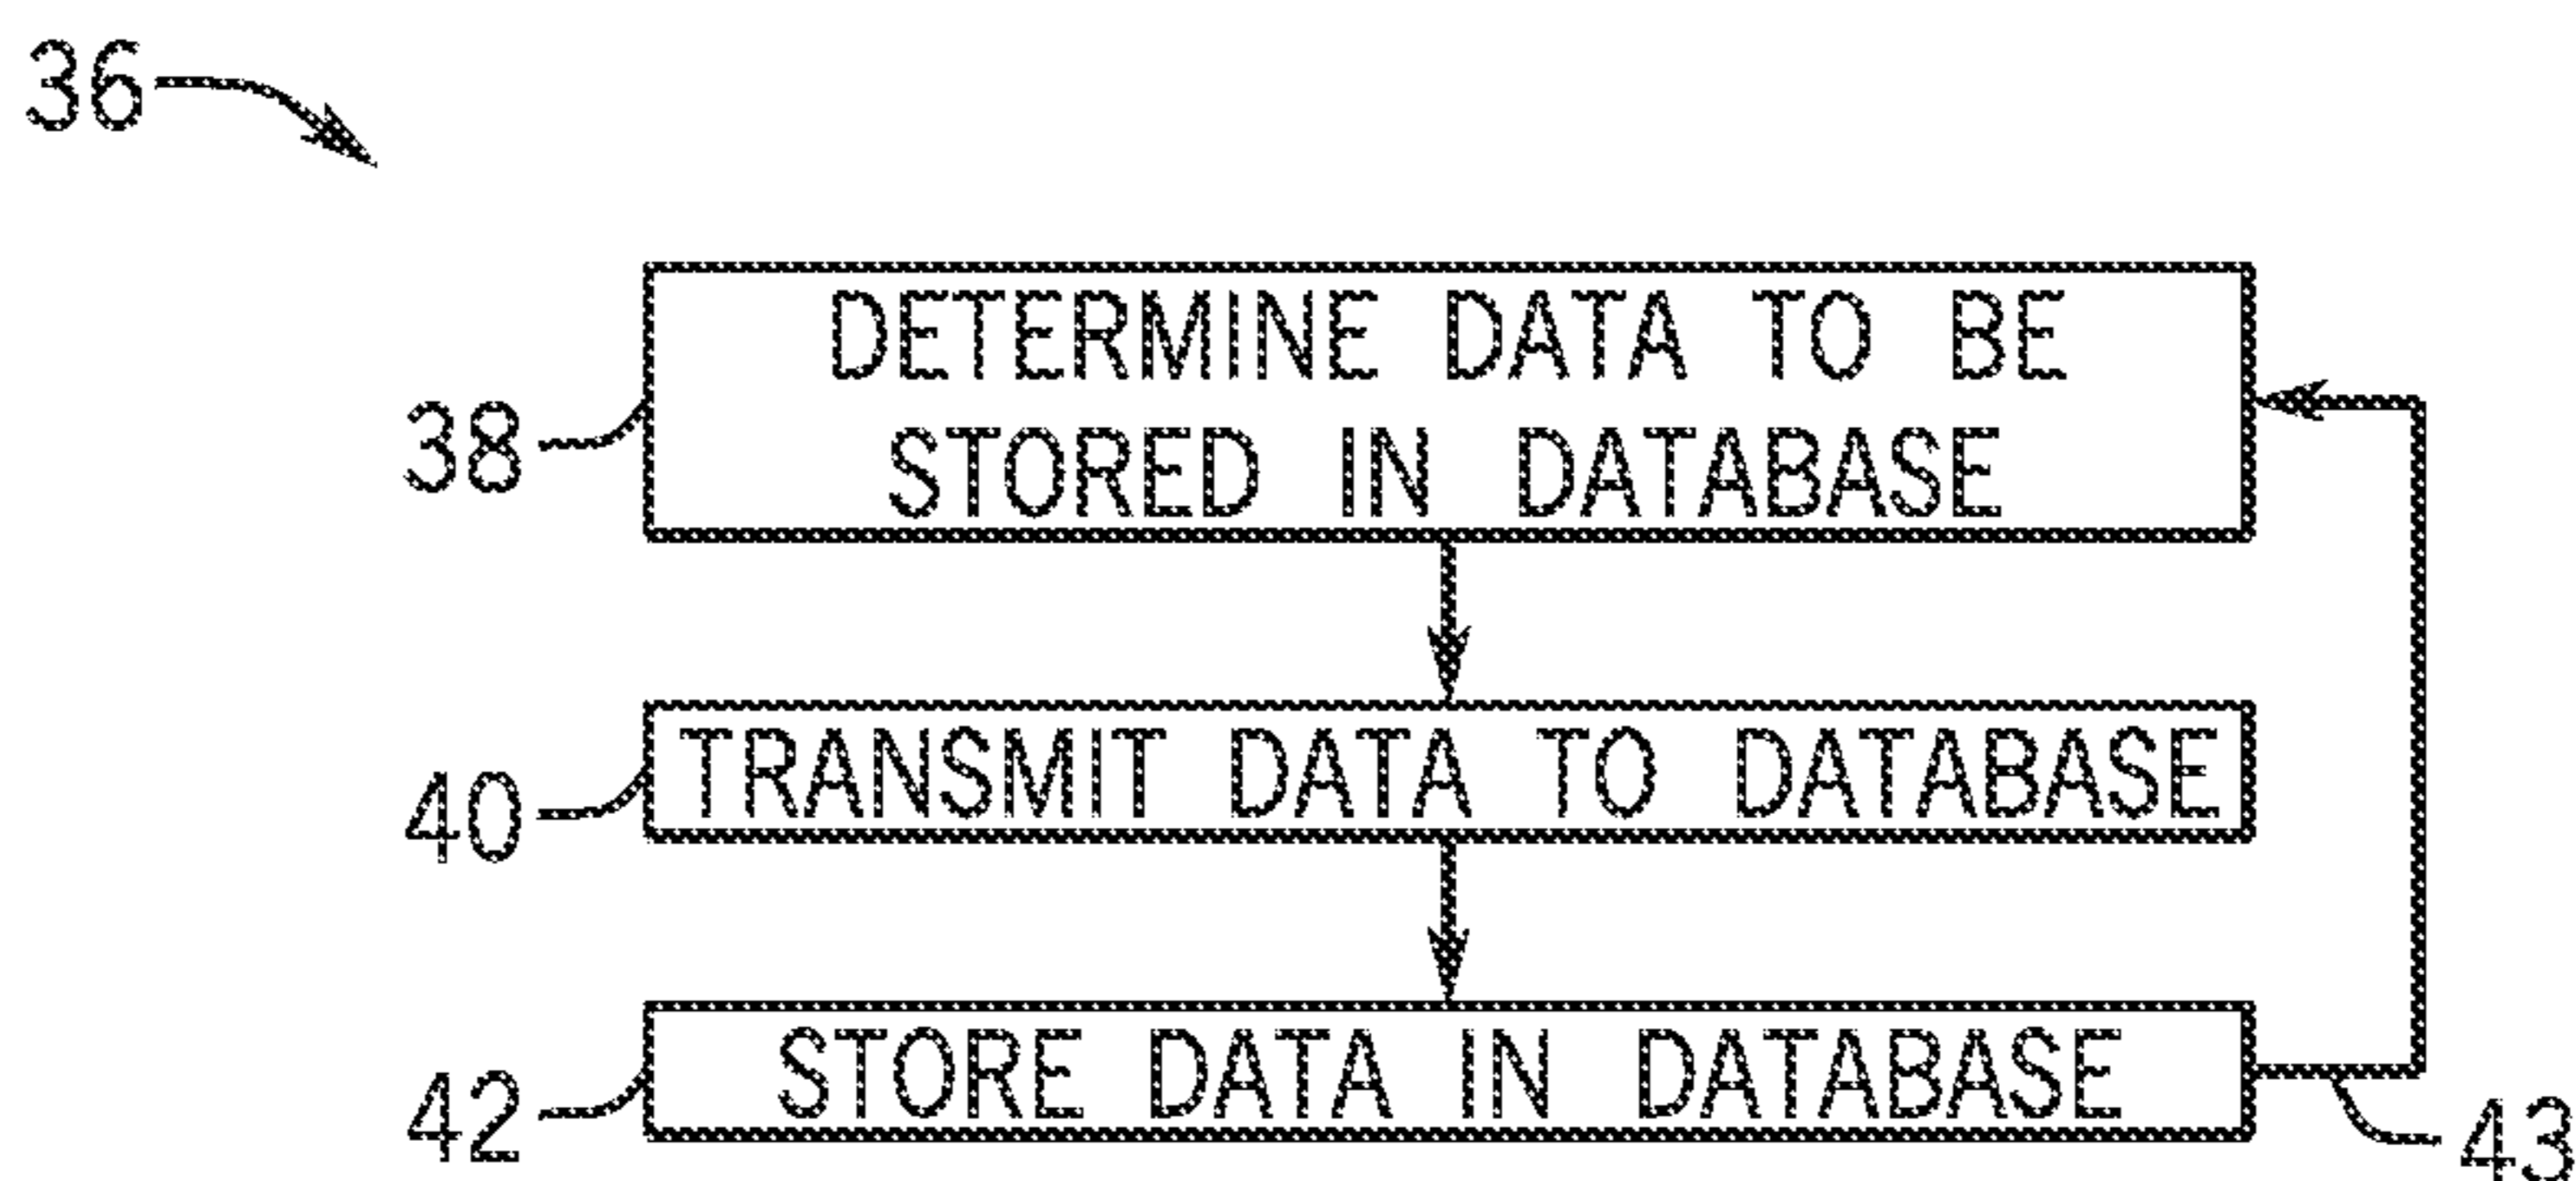 36
DETERMINE DATA TO BE
STORED IN DATABASE
38
TRANSMIT DATA TO DATABASE
40
STORE DATA IN DATABASE
42
43